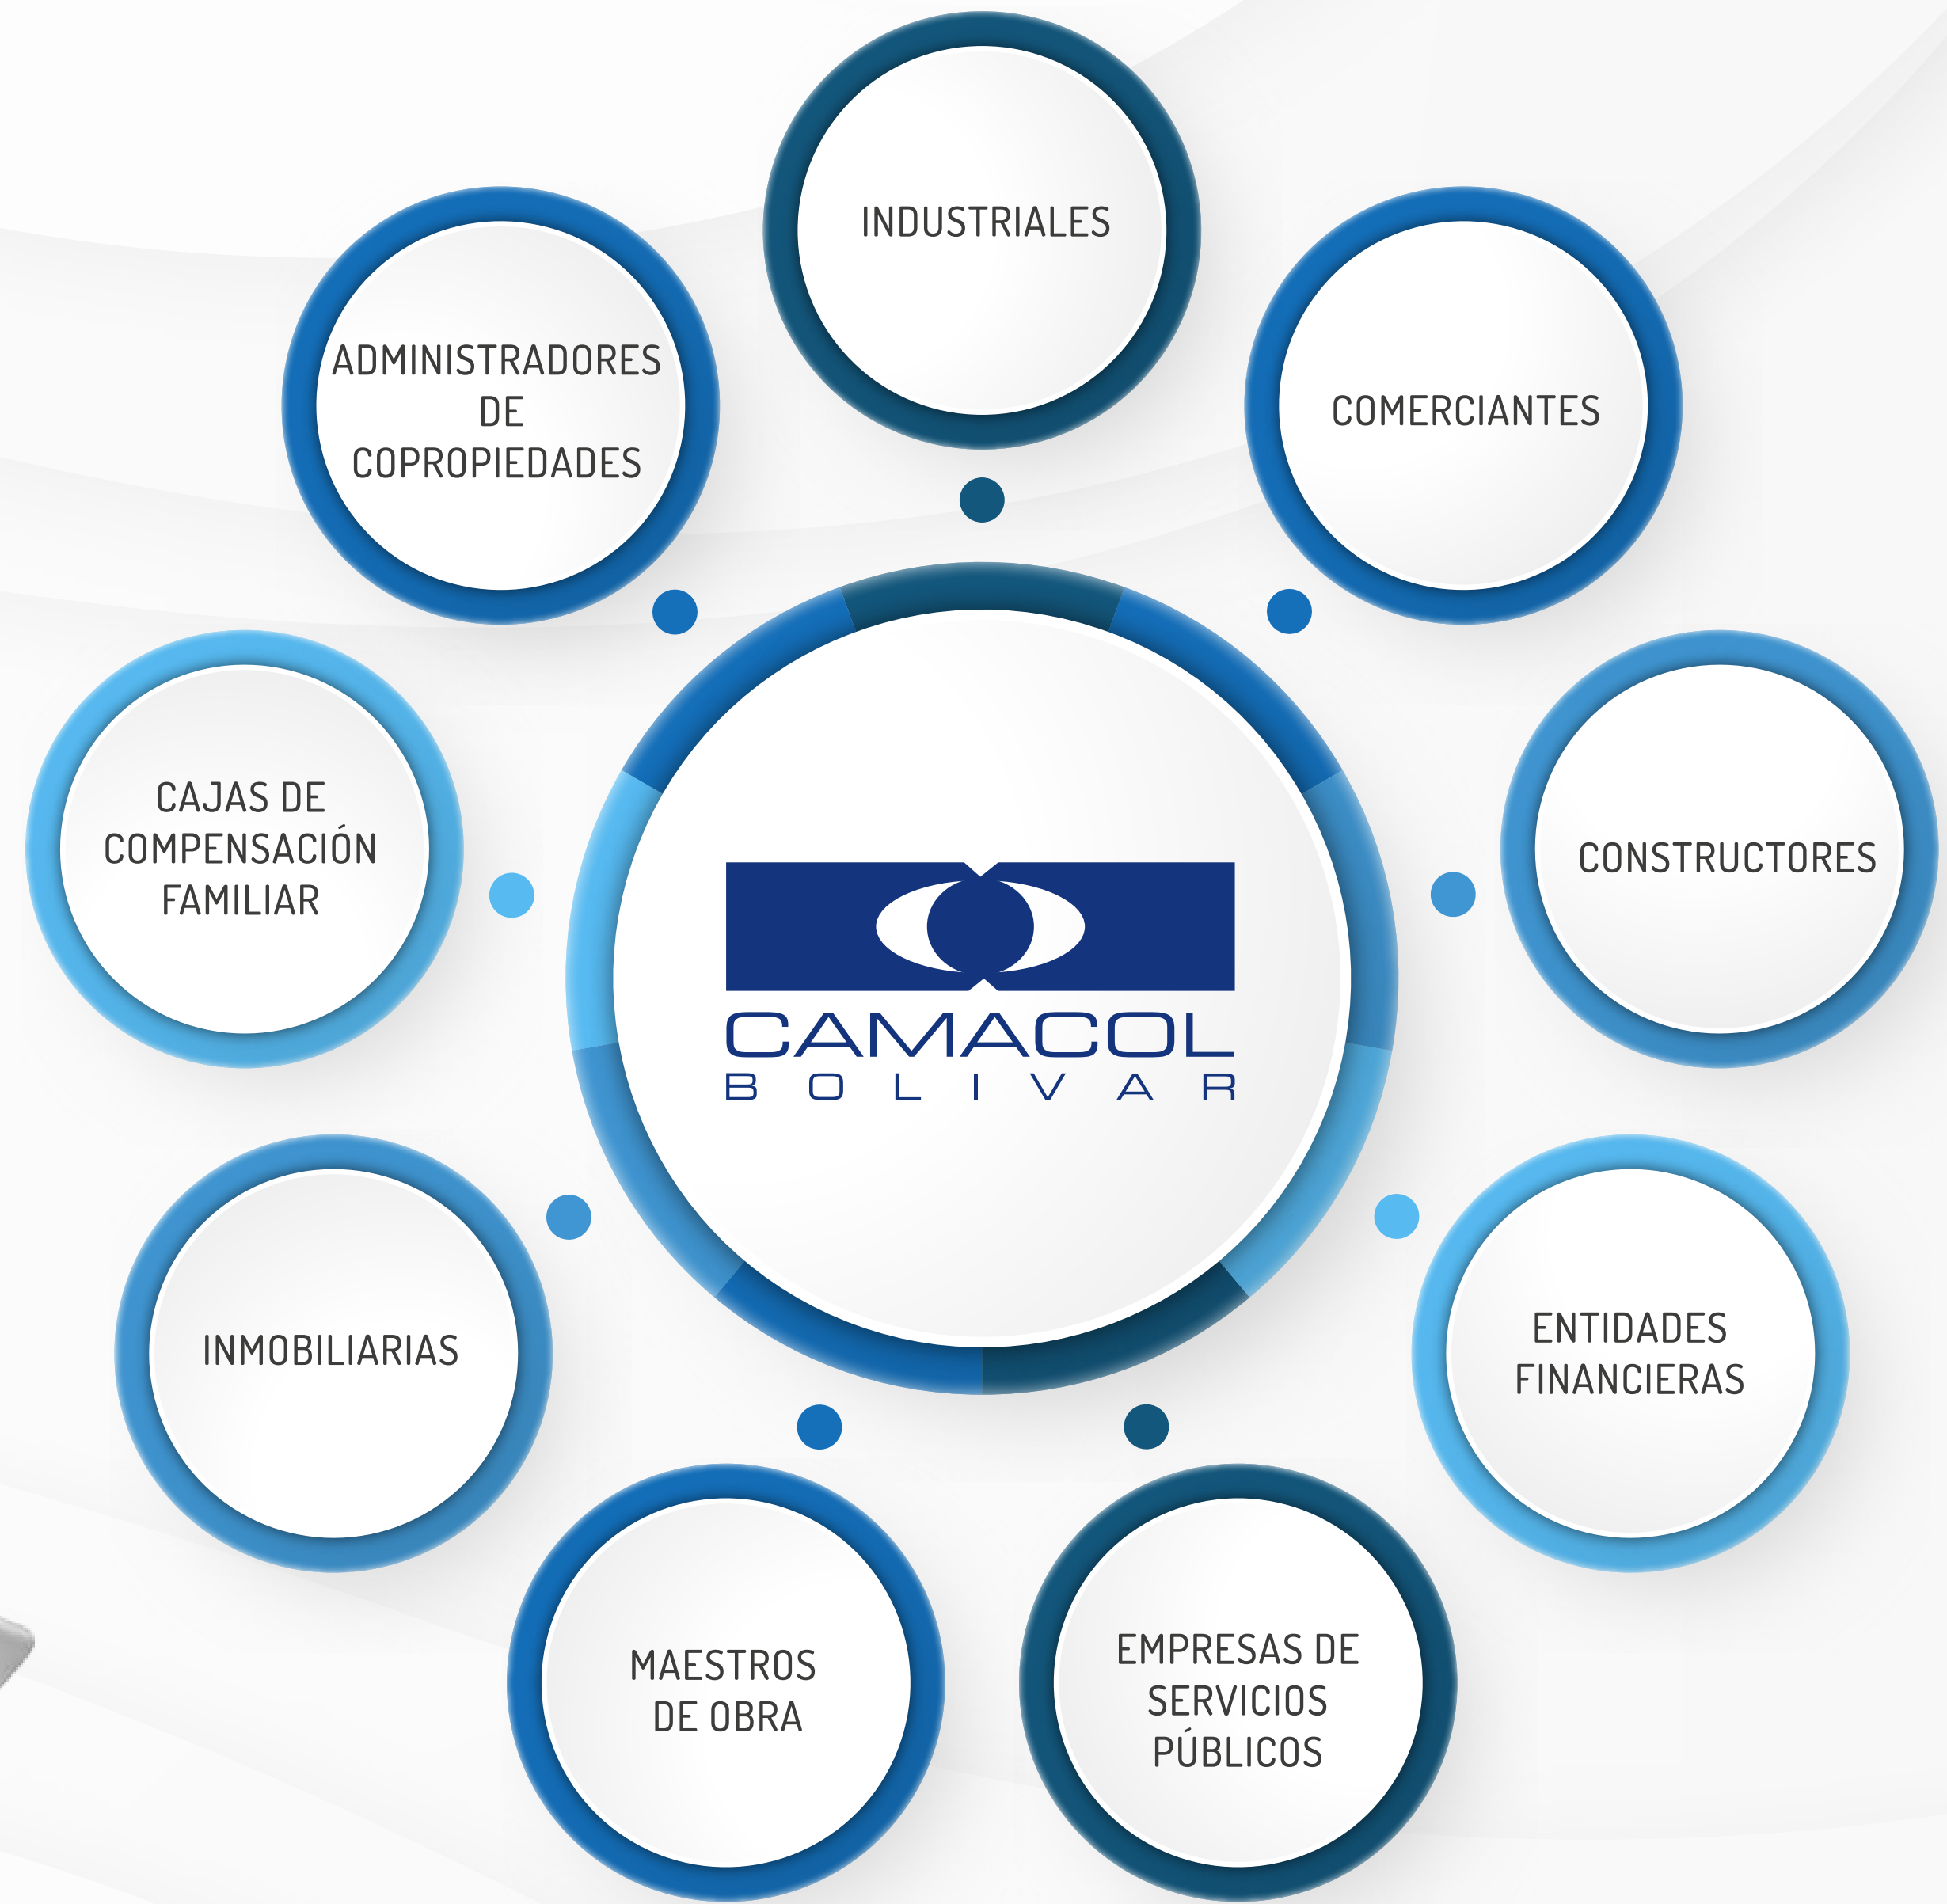 INDUSTRIALES
COMERCIANTES
CONSTRUCTORES
ENTIDADES
FINANCIERAS
EMPRESAS DE
SERVICIOS
PÚBLICOS
MAESTROS
DE OBRA
INMOBILIARIAS
CAJAS DE
COMPENSACIÓN
FAMILIAR
ADMINISTRADORES
DE
COPROPIEDADES
CAMACOL
BOLIVAR